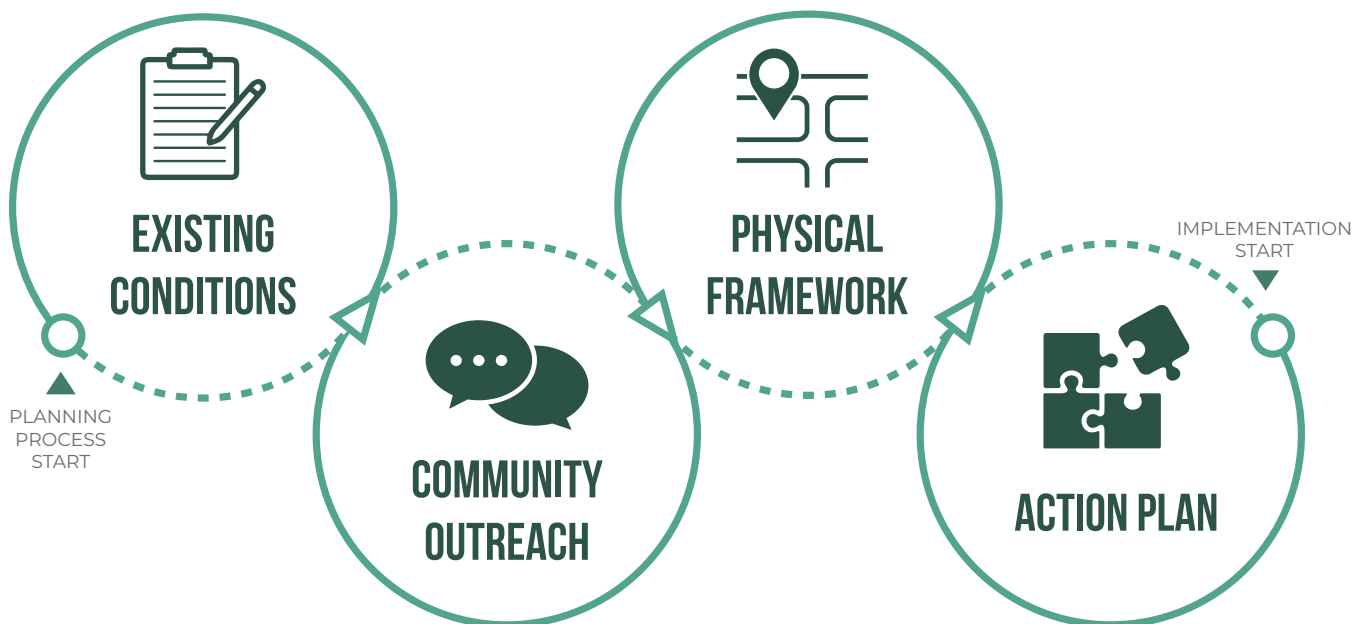 EXISTING
CONDITIONS
PLANNING
PROCESS
START
COMMUNITY
OUTREACH
PHYSICAL
FRAMEWORK
ACTION PLAN
IMPLEMENTATION
START